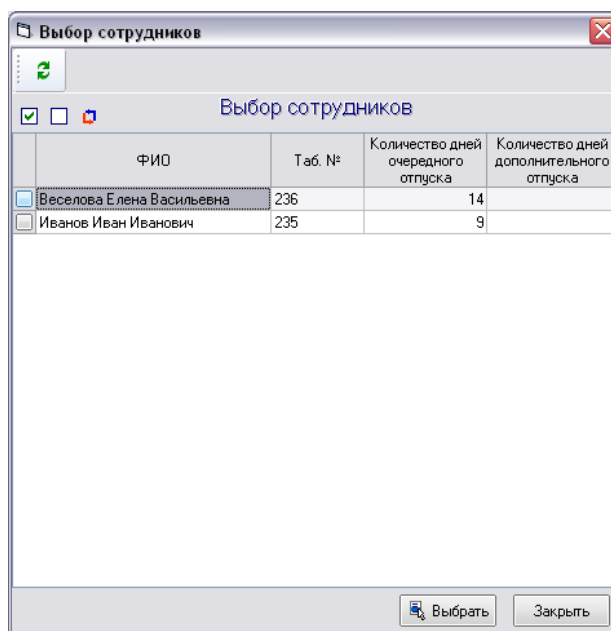 Выбор сотрудников
Выбор сотрудников
ФИО
Таб. №
Количество дней
очередного
отпуска
Количество дней
дополнительного
отпуска
Веселова Елена Васильевна 236 14
Иванов Иван Иванович 235 9
Выбрать Закрыть